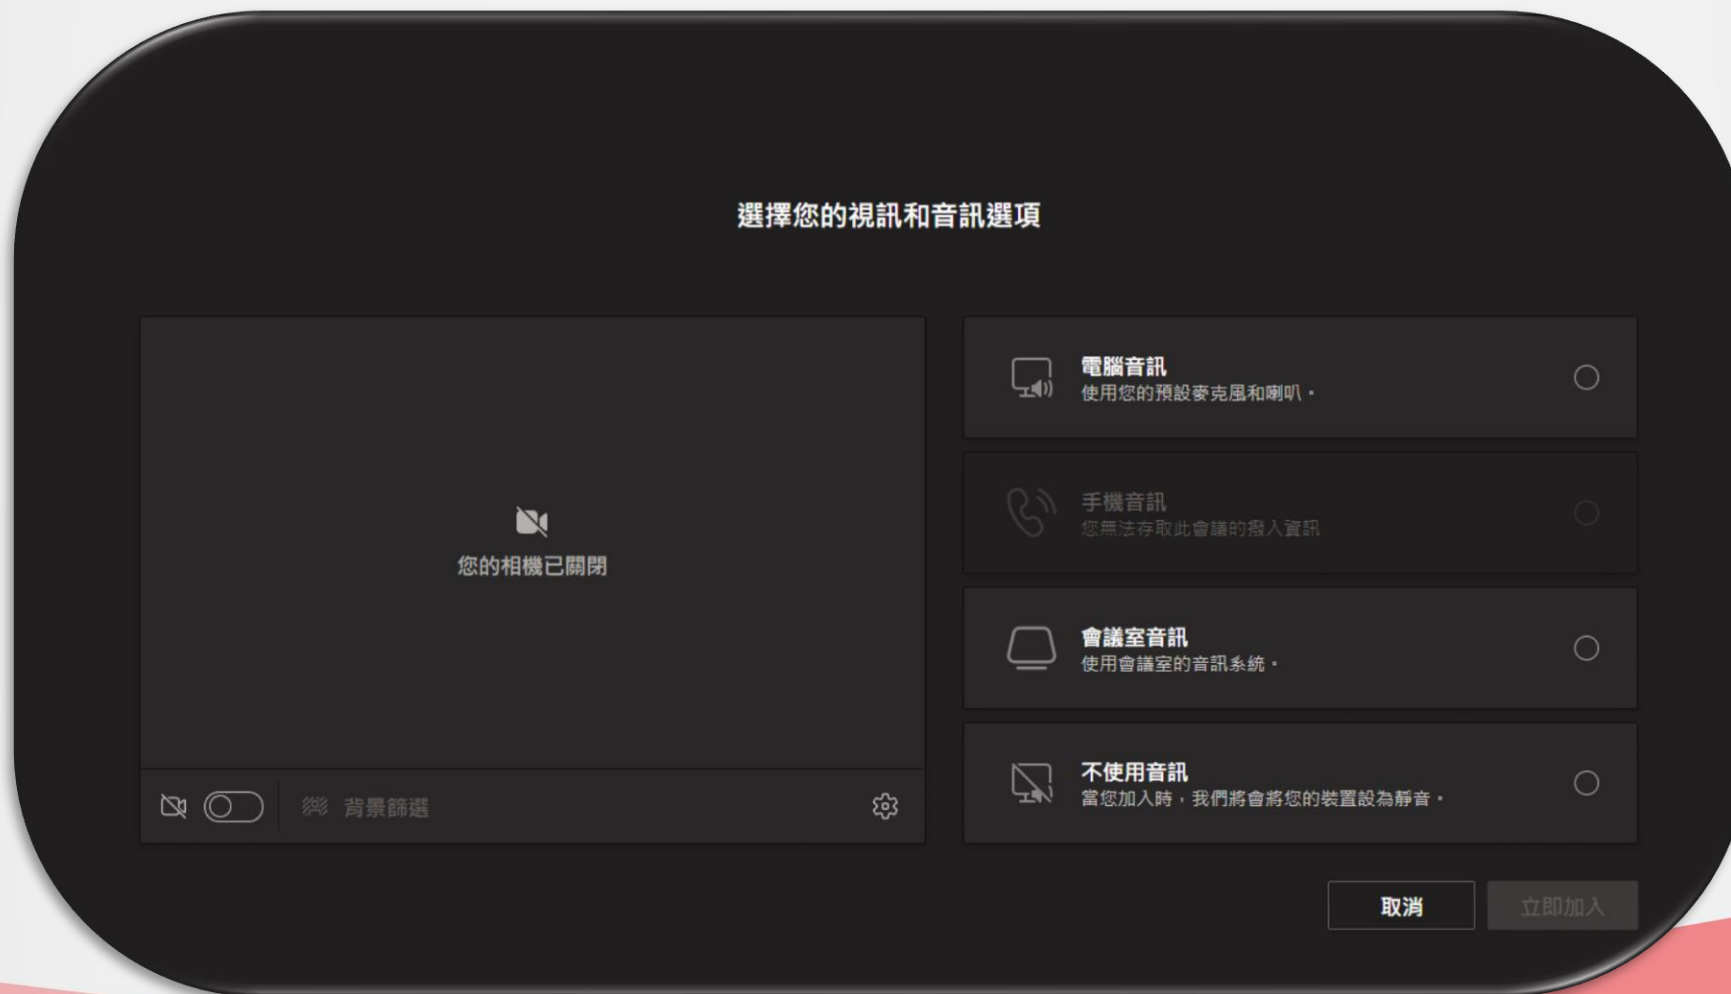 選擇您的視訊和音訊選項
您的相機已關閉
背景篩選
電腦音訊
使用您的預設麥克風和喇叭。
手機音訊
您無法存取此會議的撥入資訊
會議室音訊
使用會議室的音訊系統。
不使用音訊
當您加入時，我們將會將您的裝置設為靜音。
取消
立即加入